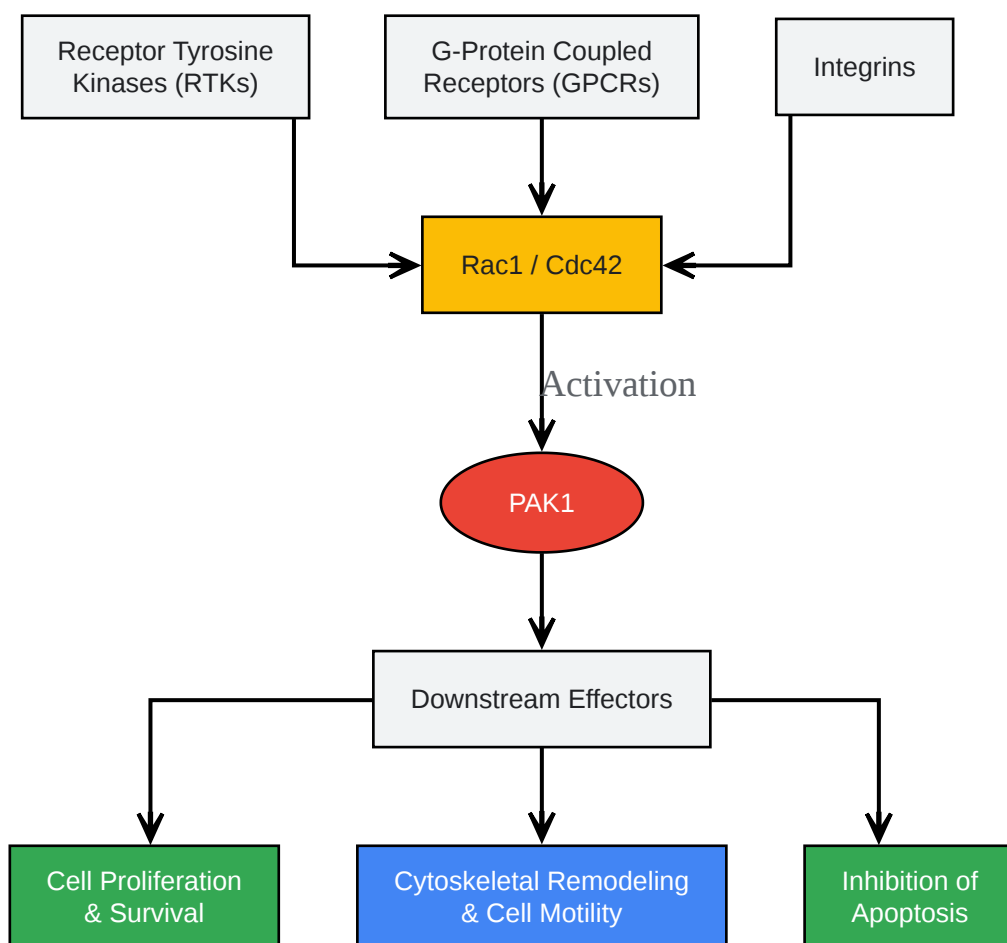 Receptor Tyrosine
Kinases (RTKs)
G-Protein Coupled
Receptors (GPCRs)
Integrins
Rac1 / Cdc42
Activation
PAK1
Downstream Effectors
Cell Proliferation
& Survival
Cytoskeletal Remodeling
& Cell Motility
Inhibition of
Apoptosis